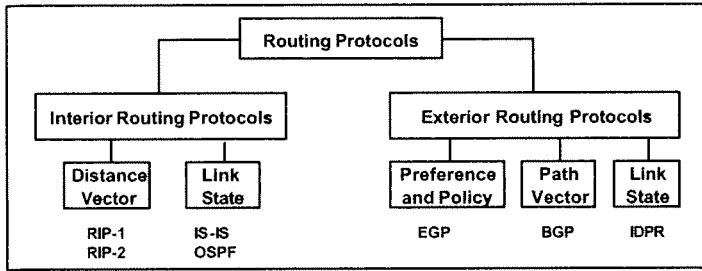 Routing Protocols
Interior Routing Protocols
Exterior Routing Protocols
Distance
Vector
Link
State
Preference
and Policy
Path
Vector
Link
State
RIP-1
RIP-2
IS-IS
OSPF
EGP
BGP
IDPR